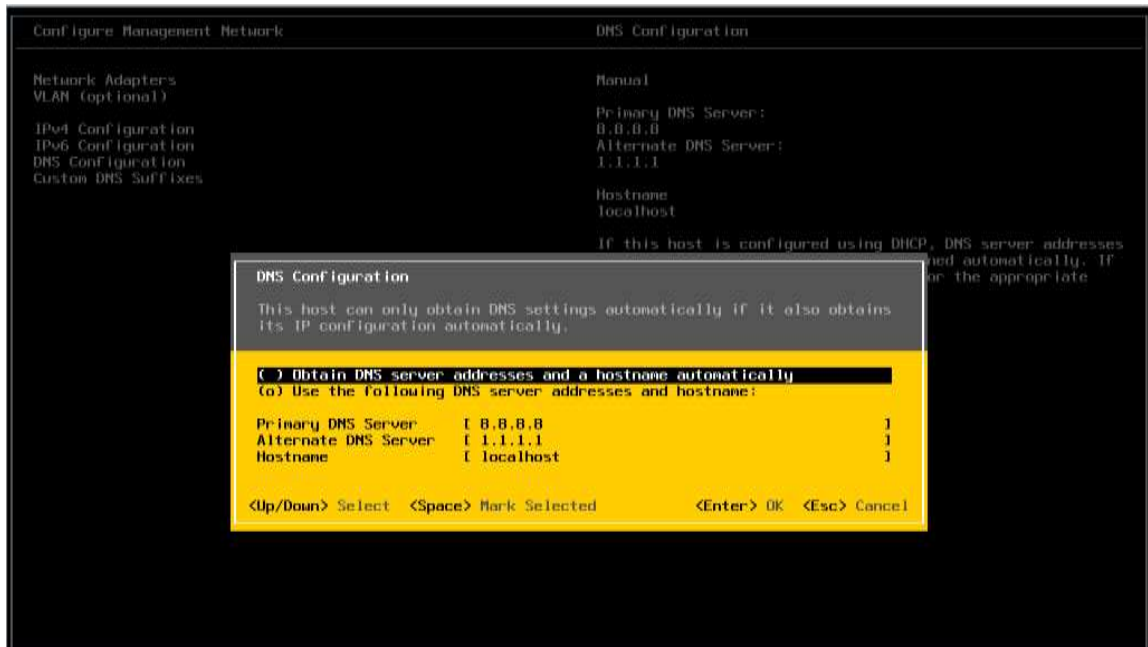 Configure Management Network
DNS Configuration
Network Adapters
VLAN (optional)
IPv4 Configuration
IPv6 Configuration
DNS Configuration
Custom DNS Suffixes
Manual
Primary DNS Server:
8.8.8.8
Alternate DNS Server:
1.1.1.1
Hostname
localhost
If this host is configured using DHCP, DNS server addresses
ned automatically. If
or the appropriate
DNS Configuration
This host can only obtain DNS settings automatically if it also obtains
its IP configuration automatically.
( ) Obtain DNS server addresses and a hostname automatically
(o) Use the following DNS server addresses and hostname:
Primary DNS Server [ 8.8.8.8 ]
Alternate DNS Server [ 1.1.1.1 ]
Hostname [ localhost ]
<Up/Down> Select <Space> Mark Selected <Enter> OK <Esc> Cancel